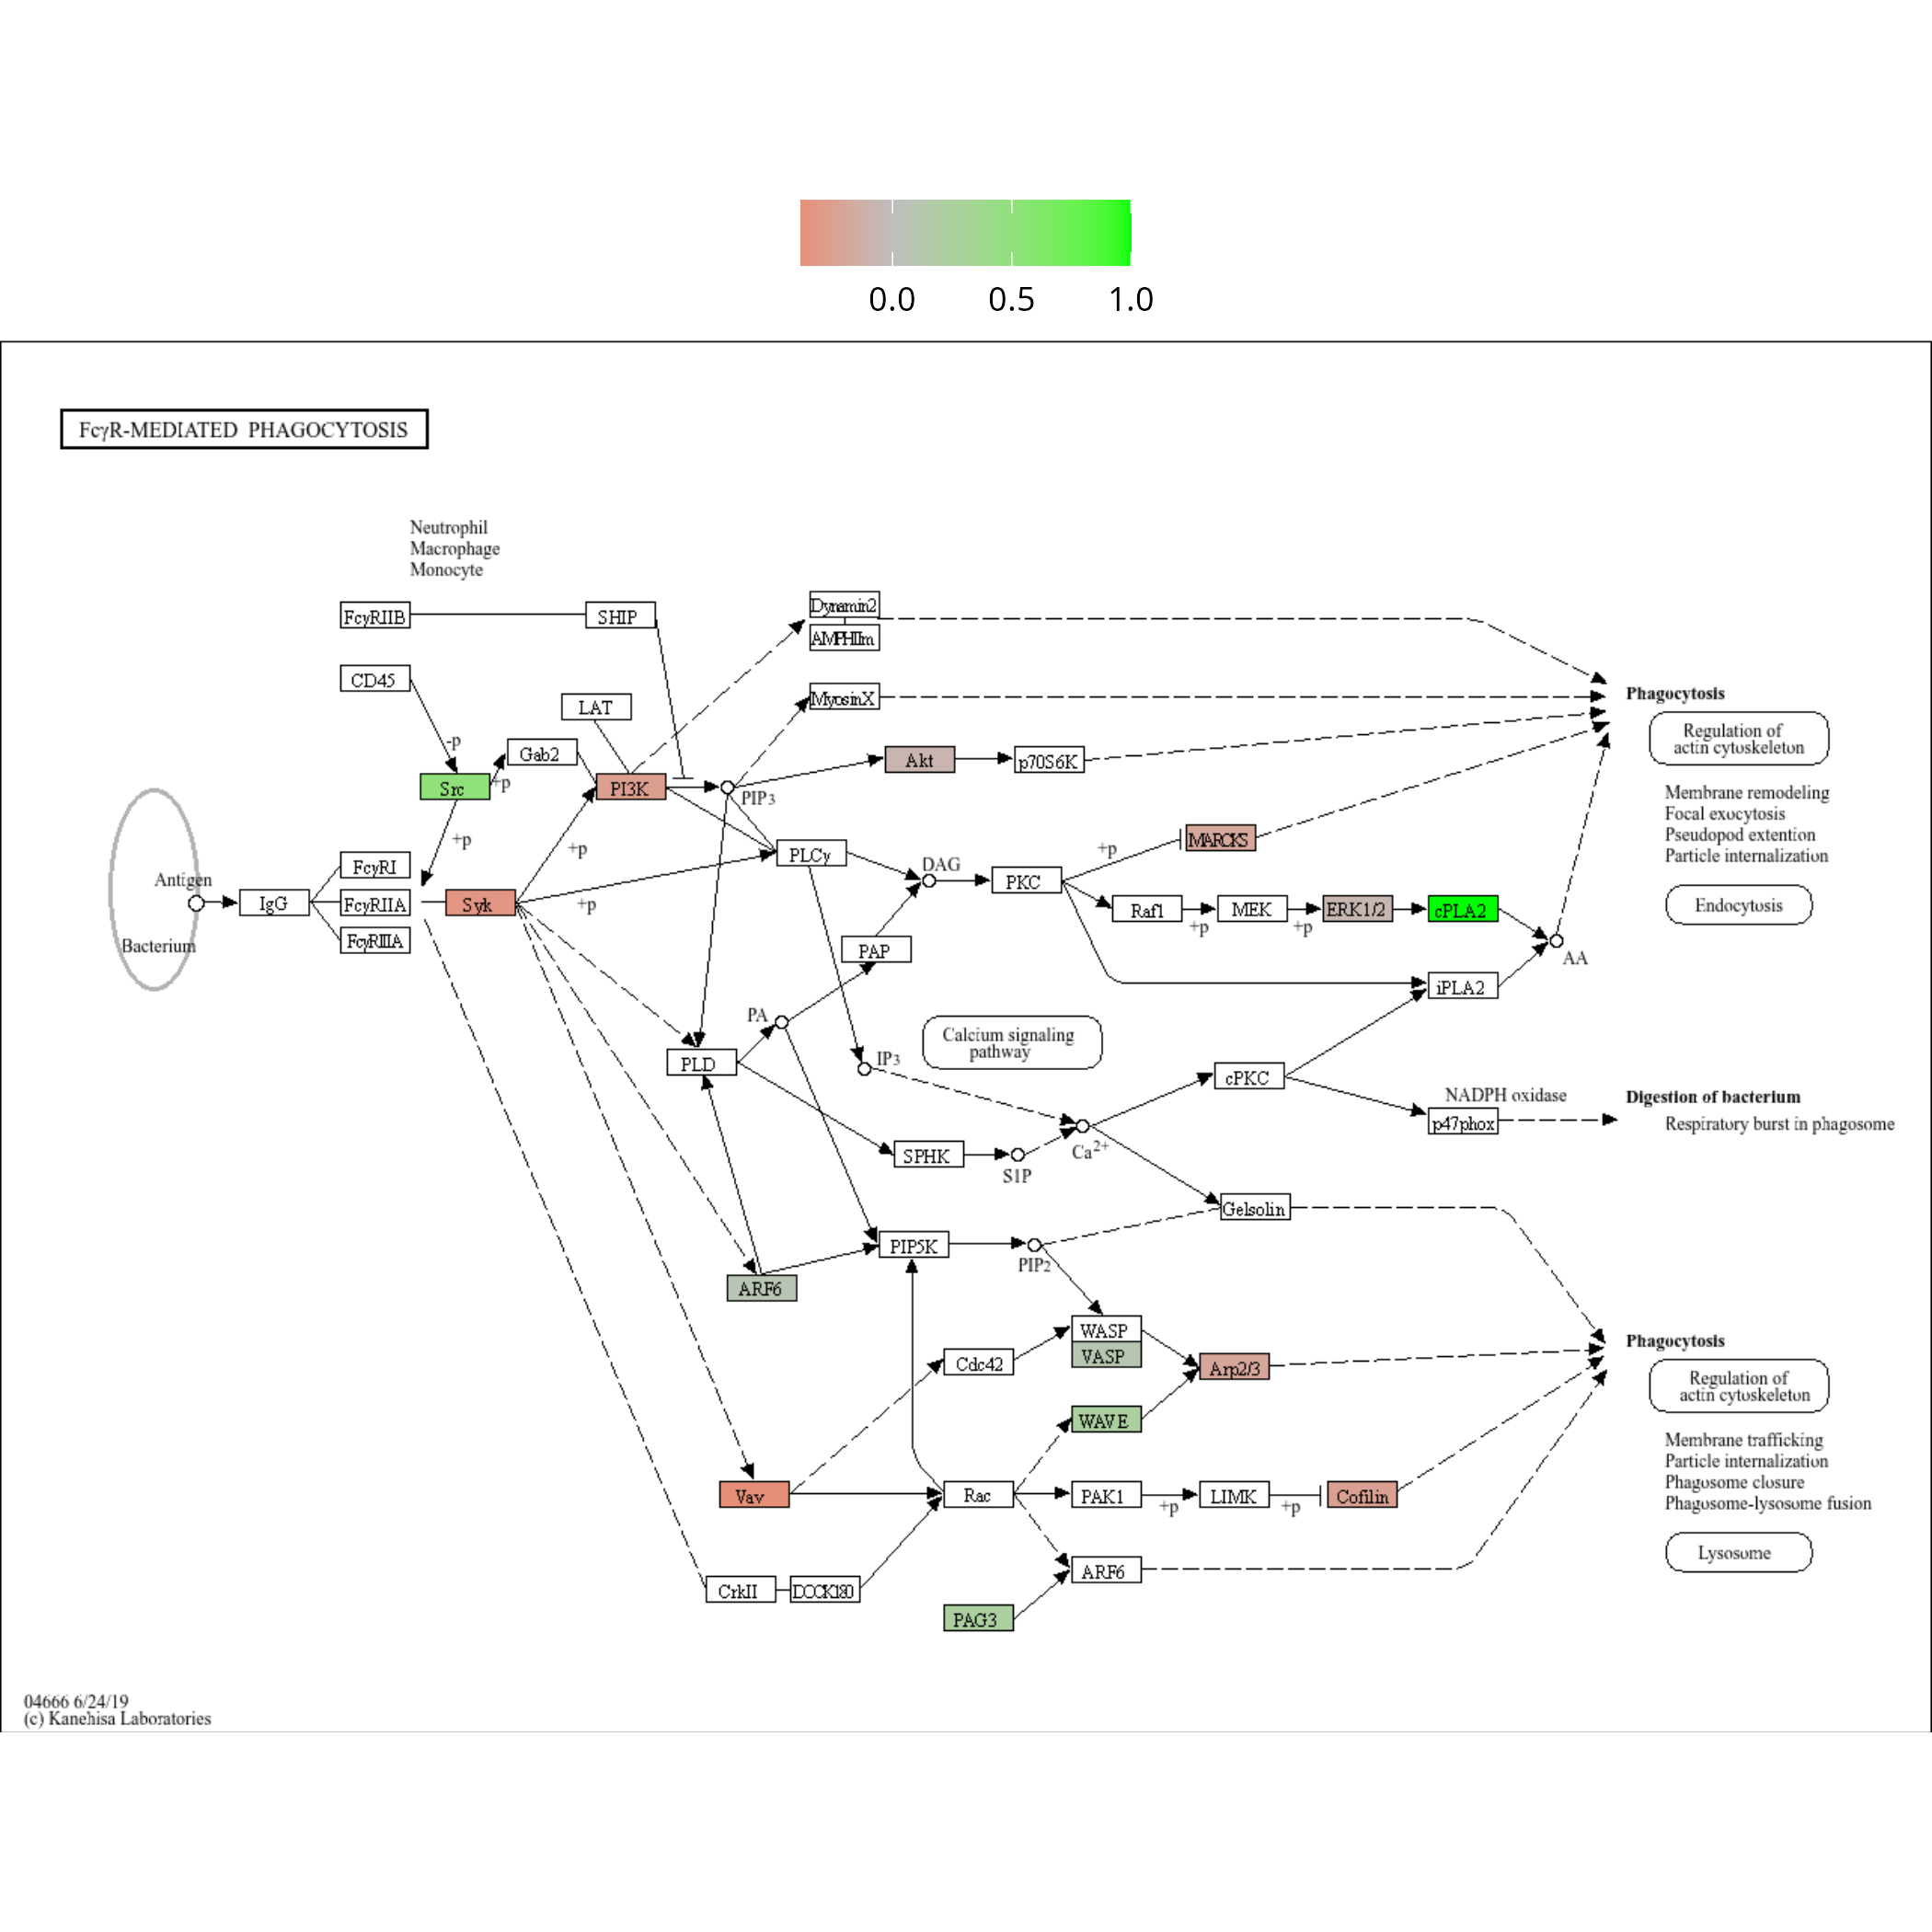 0.0 0.5 1.0
FcγR-MEDIATED PHAGOCYTOSIS
Neutrophil
Macrophage
Monocyte
FcγRIIB
SHIP
Dynamin2
AMPHIIm
CD45
LAT
MyosinX
Phagocytosis
Regulation of
actin cytoskeleton
-p
Gab2
Akt
p70S6K
Src
+p
PI3K
PIP3
Membrane remodeling
Focal exocytosis
Pseudopod extention
Particle internalization
+p
+p
PLCγ
DAG
+p
MARCKS
PKC
Antigen
FcγRI
IgG
FcγRIIA
Syk
+p
Raf1
+p
MEK
+p
ERK1/2
cPLA2
Endocytosis
Bacterium
FcγRIIIA
PAP
AA
iPLA2
PA
Calcium signaling
pathway
PLD
IP3
cPKC
NADPH oxidase
p47phox
Digestion of bacterium
Respiratory burst in phagosome
SPHK
S1P
Ca2+
Gelsolin
PIP5K
PIP2
ARF6
WASP
VASP
Cdc42
Arp2/3
Phagocytosis
Regulation of
actin cytoskeleton
WAVE
Membrane trafficking
Particle internalization
Phagosome closure
Phagosome-lysosome fusion
Vav
Rac
PAK1
+p
LIMK
+p
Cofilin
Lysosome
CrkII
DOCK180
ARF6
PAG3
04666 6/24/19
(c) Kanehisa Laboratories